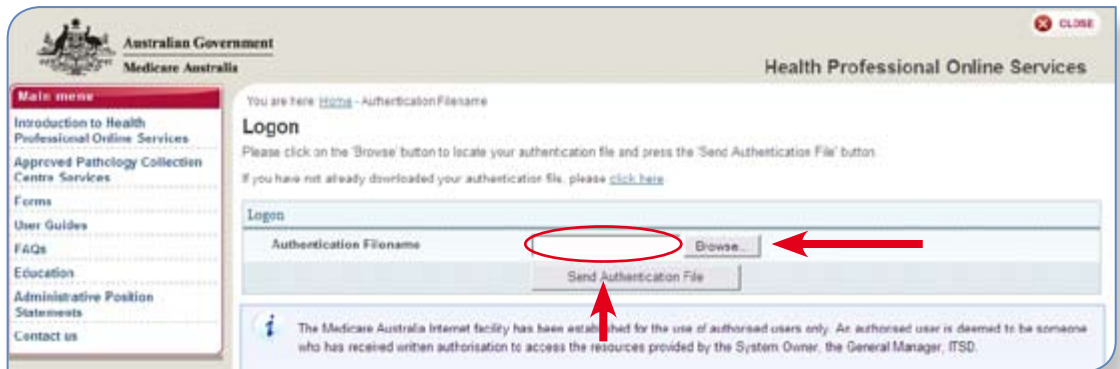 CLOSE
Australian Government
Medicare Australia
Health Professional Online Services
Main menu
Introduction to Health
Professional Online Services
Approved Pathology Collection
Centre Services
Forms
User Guides
FAQs
Education
Administrative Position
Statements
Contact us
You are here: Home - Authentication Filename
Logon
Please click on the 'Browse' button to locate your authentication file and press the 'Send Authentication File' button.
If you have not already downloaded your authentication file, please click here
Logon
Authentication Filename
Browse...
Send Authentication File
i
The Medicare Australia Internet facility has been established for the use of authorised users only. An authorised user is deemed to be someone
who has received written authorisation to access the resources provided by the System Owner, the General Manager, ITSD.